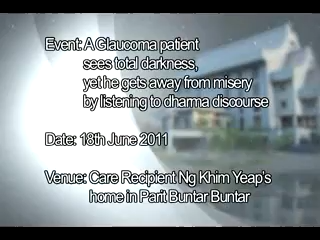 Event: A Glaucoma patient
sees total darkness,
yet he gets away from misery
by listening to dharma discourse
Date: 18th June 2011
Venue: Care Recipient Ng Khim Yeap's
home in Parit Buntar Buntar